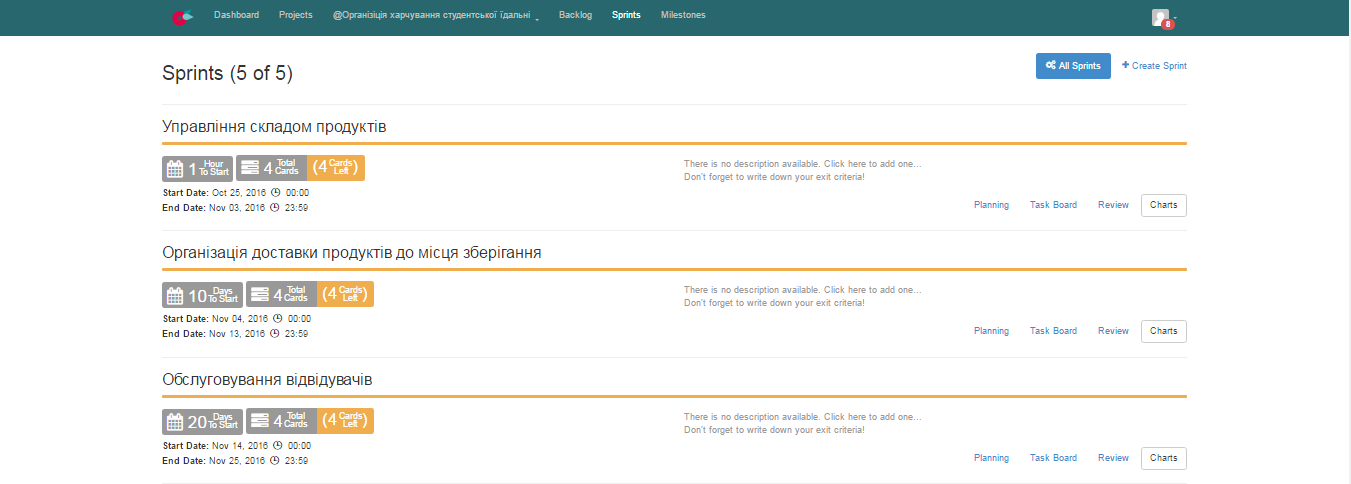 Dashboard Projects @Організіція харчування студентської їдальні Backlog Sprints Milestones
8
Sprints (5 of 5)
All Sprints
Create Sprint
Управління складом продуктів
1 Hour To Start 4 Total Cards (4 Cards Left)
There is no description available. Click here to add one...
Don't forget to write down your exit criteria!
Start Date: Oct 25, 2016 00:00
End Date: Nov 03, 2016 23:59
Planning Task Board Review Charts
Організація доставки продуктів до місця зберігання
10 Days To Start 4 Total Cards (4 Cards Left)
There is no description available. Click here to add one...
Don't forget to write down your exit criteria!
Start Date: Nov 04, 2016 00:00
End Date: Nov 13, 2016 23:59
Planning Task Board Review Charts
Обслуговування відвідувачів
20 Days To Start 4 Total Cards (4 Cards Left)
There is no description available. Click here to add one...
Don't forget to write down your exit criteria!
Start Date: Nov 14, 2016 00:00
End Date: Nov 25, 2016 23:59
Planning Task Board Review Charts